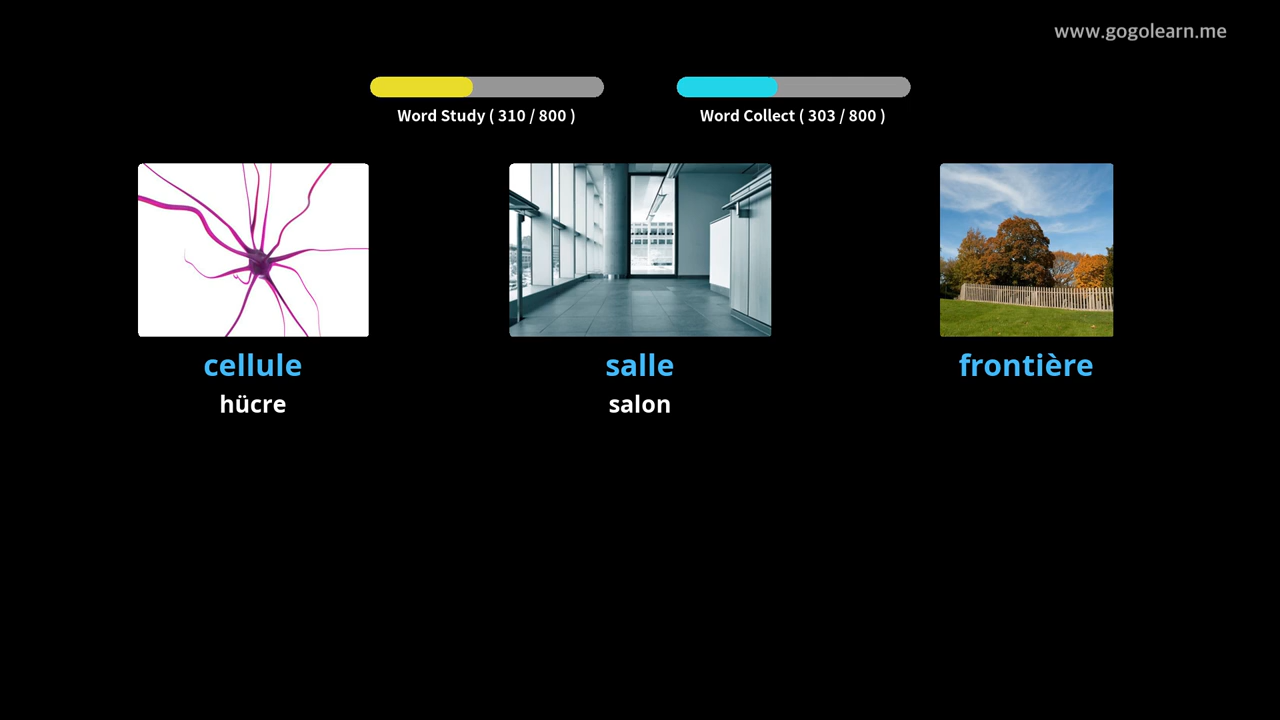 www.gogolearn.me
Word Study ( 310 / 800 )
Word Collect ( 303 / 800 )
cellule
hücre
salle
salon
frontière